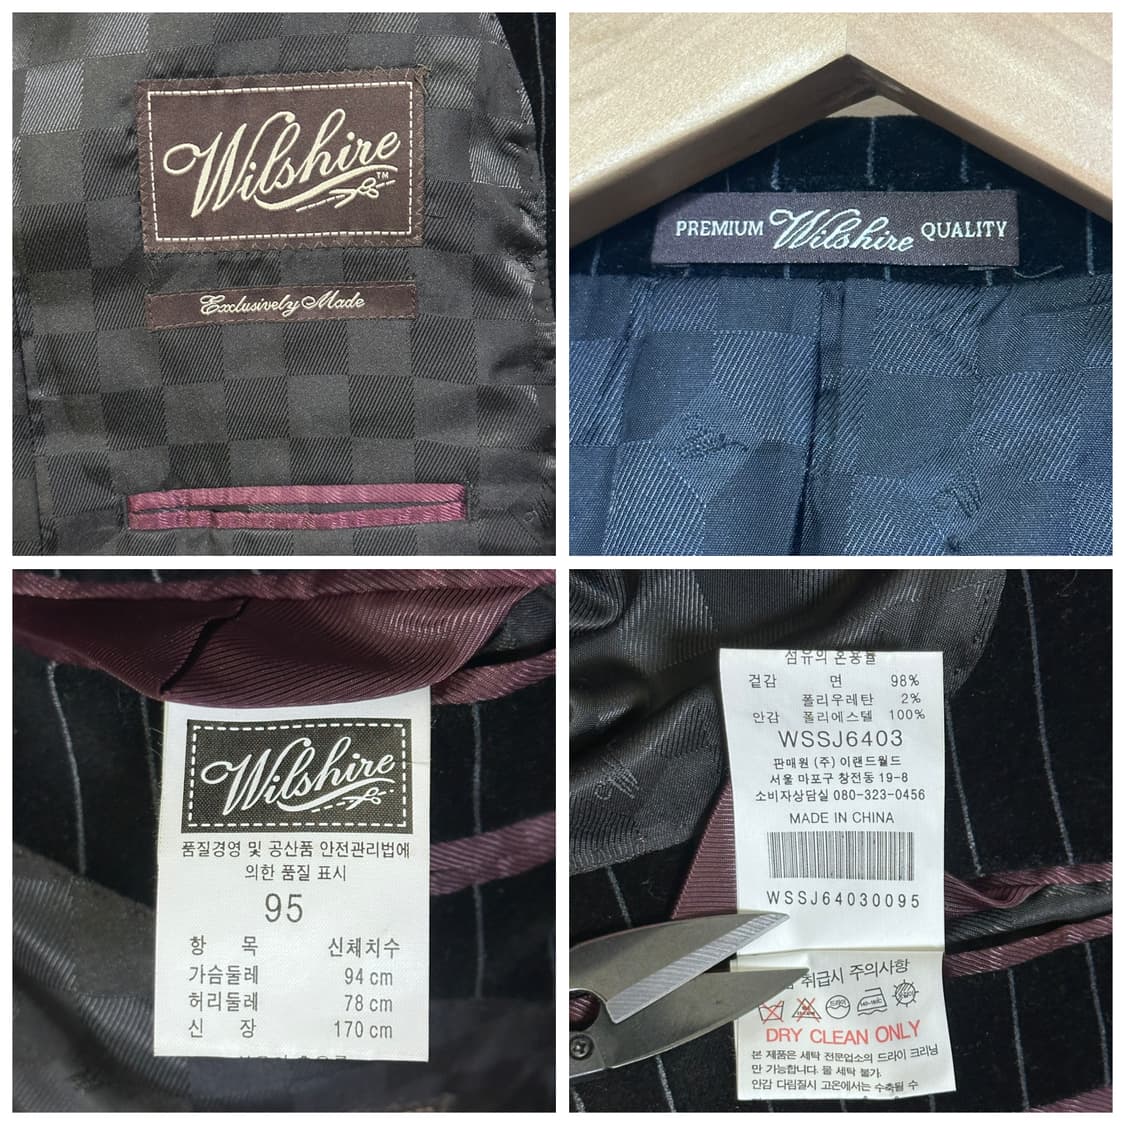 Wilshire™
Exclusively Made
PREMIUM Wilshire QUALITY
Wilshire
품질경영 및 공산품 안전관리법에
의한 품질 표시
95
항 목 신체치수
가슴둘레 94 cm
허리둘레 78 cm
신 장 170 cm
섬유의 혼용률
겉감 면 98%
폴리우레탄 2%
안감 폴리에스텔 100%
WSSJ6403
판매원 (주) 이랜드월드
서울 마포구 창전동 19-8
소비자상담실 080-323-0456
MADE IN CHINA
WSSJ64030095
취급시 주의사항
DRY CLEAN ONLY
본 제품은 세탁 전문업소의 드라이 크리닝
만 가능합니다. 물 세탁 불가.
안감 다림질시 고온에서는 수축될 수